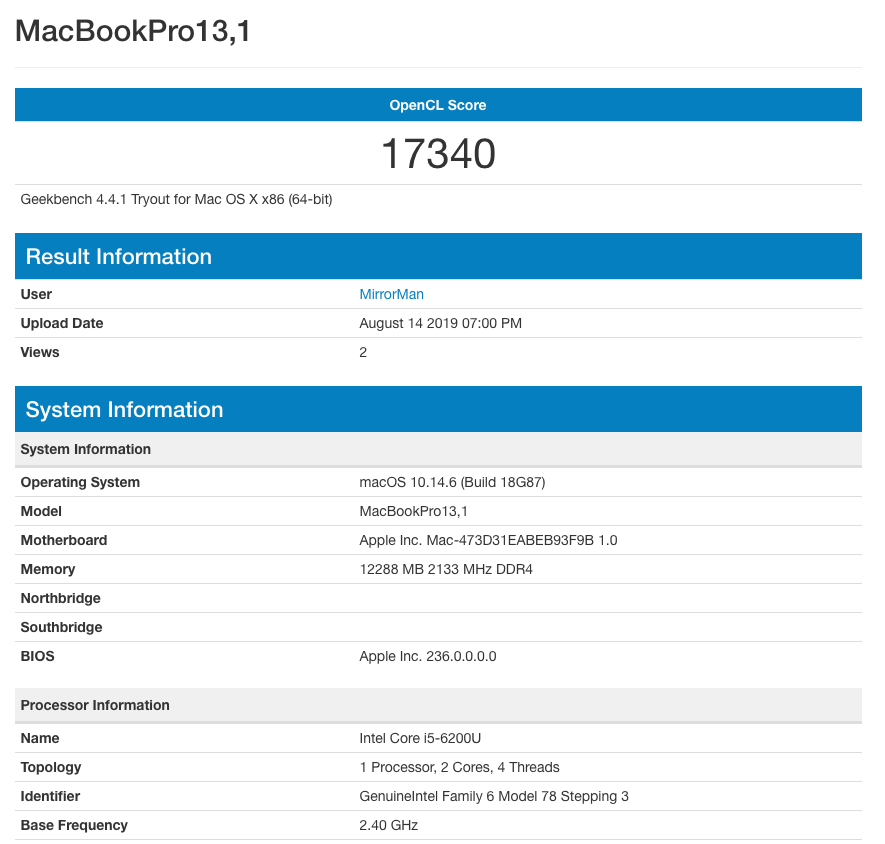 MacBookPro13,1
OpenCL Score
17340
Geekbench 4.4.1 Tryout for Mac OS X x86 (64-bit)
Result Information
User MirrorMan
Upload Date August 14 2019 07:00 PM
Views 2
System Information
System Information
Operating System macOS 10.14.6 (Build 18G87)
Model MacBookPro13,1
Motherboard Apple Inc. Mac-473D31EABEB93F9B 1.0
Memory 12288 MB 2133 MHz DDR4
Northbridge
Southbridge
BIOS Apple Inc. 236.0.0.0.0
Processor Information
Name Intel Core i5-6200U
Topology 1 Processor, 2 Cores, 4 Threads
Identifier GenuineIntel Family 6 Model 78 Stepping 3
Base Frequency 2.40 GHz